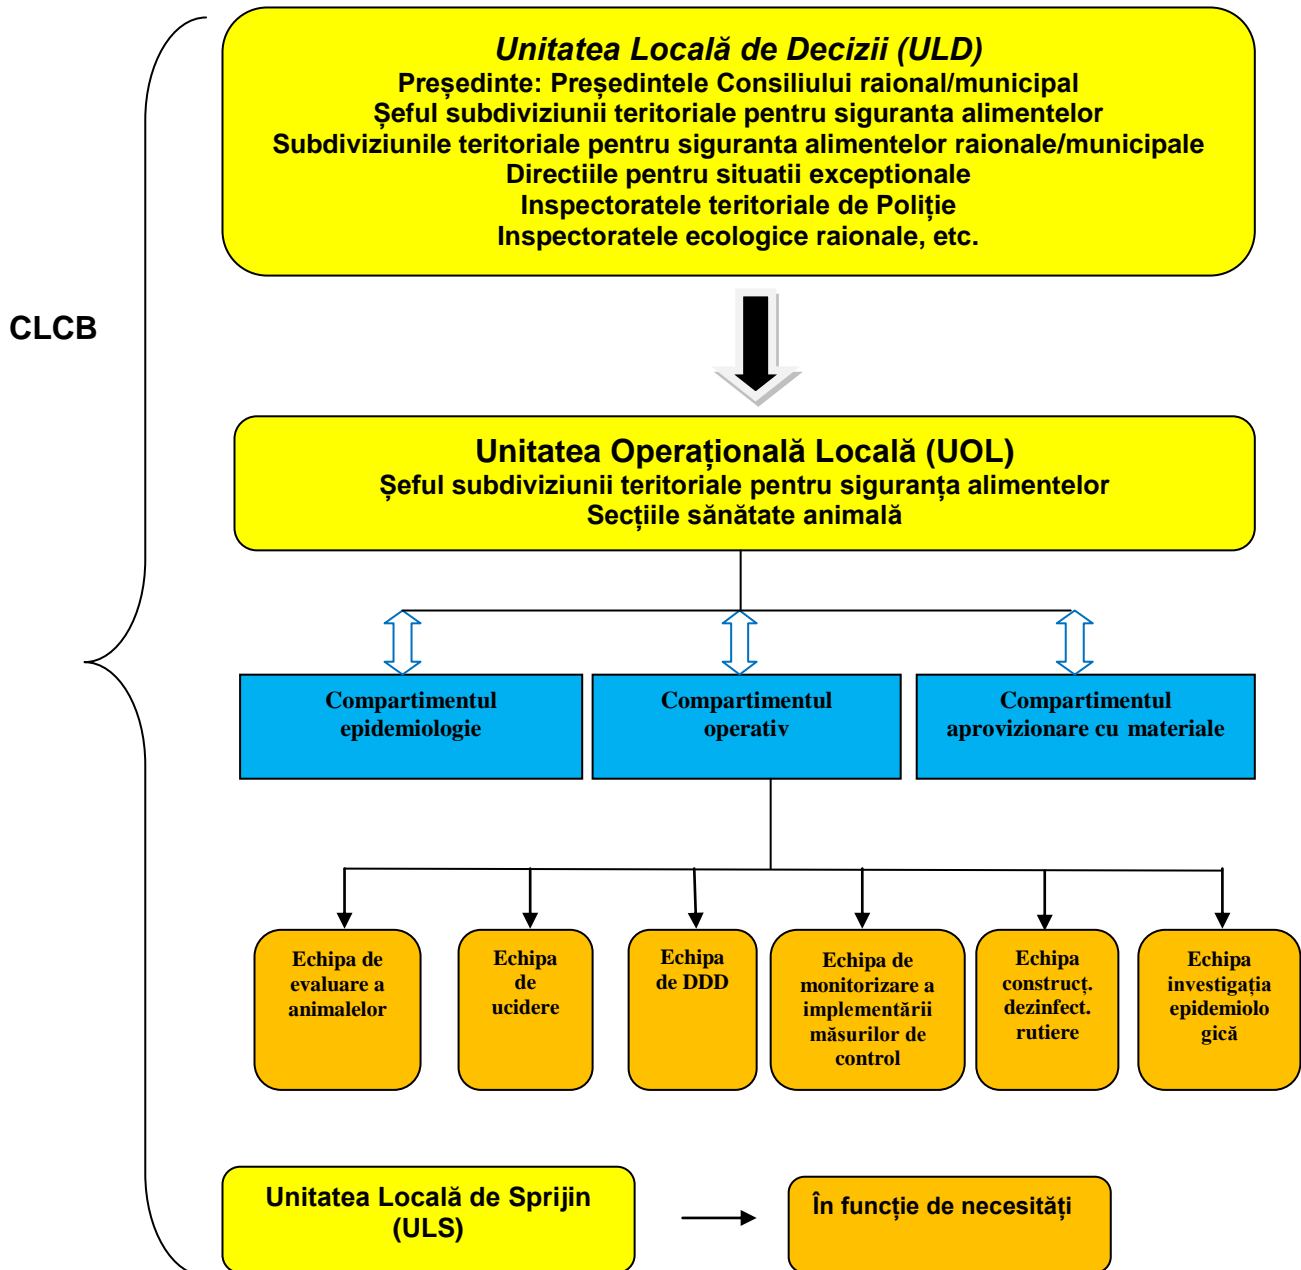 Unitatea Locală de Decizii (ULD)
Președinte: Președintele Consiliului raional/municipal
Șeful subdiviziunii teritoriale pentru siguranta alimentelor
Subdiviziunile teritoriale pentru siguranta alimentelor raionale/municipale
Directiile pentru situatii exceptionale
Inspectoratele teritoriale de Poliție
Inspectoratele ecologice raionale, etc.
CLCB
Unitatea Operațională Locală (UOL)
Șeful subdiviziunii teritoriale pentru siguranța alimentelor
Secțiile sănătate animală
Compartimentul
epidemiologie
Compartimentul
operativ
Compartimentul
aprovizionare cu materiale
Echipa de
evaluare a
animalelor
Echipa
de
ucidere
Echipa
de DDD
Echipa de
monitorizare a
implementării
măsurilor de
control
Echipa
construcț.
dezinfect.
rutiere
Echipa
investigația
epidemiolo
gică
Unitatea Locală de Sprijin
(ULS)
În funcție de necesități